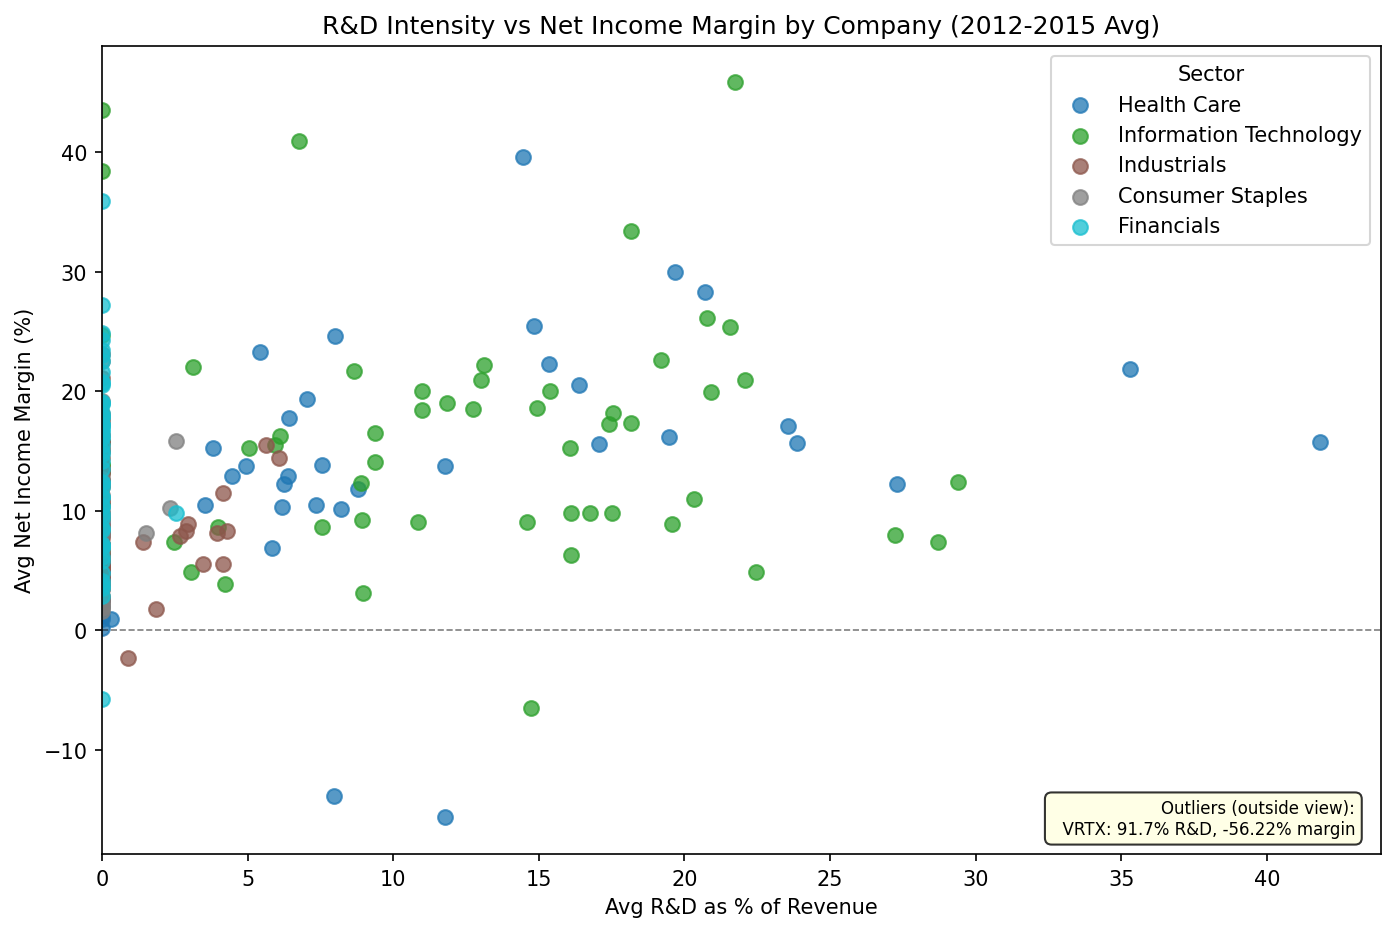 R&D Intensity vs Net Income Margin by Company (2012-2015 Avg)
Sector
Health Care
Information Technology
Industrials
Consumer Staples
Financials
Avg Net Income Margin (%)
40
30
20
10
0
−10
Outliers (outside view):
VRTX: 91.7% R&D, -56.22% margin
0 5 10 15 20 25 30 35 40
Avg R&D as % of Revenue